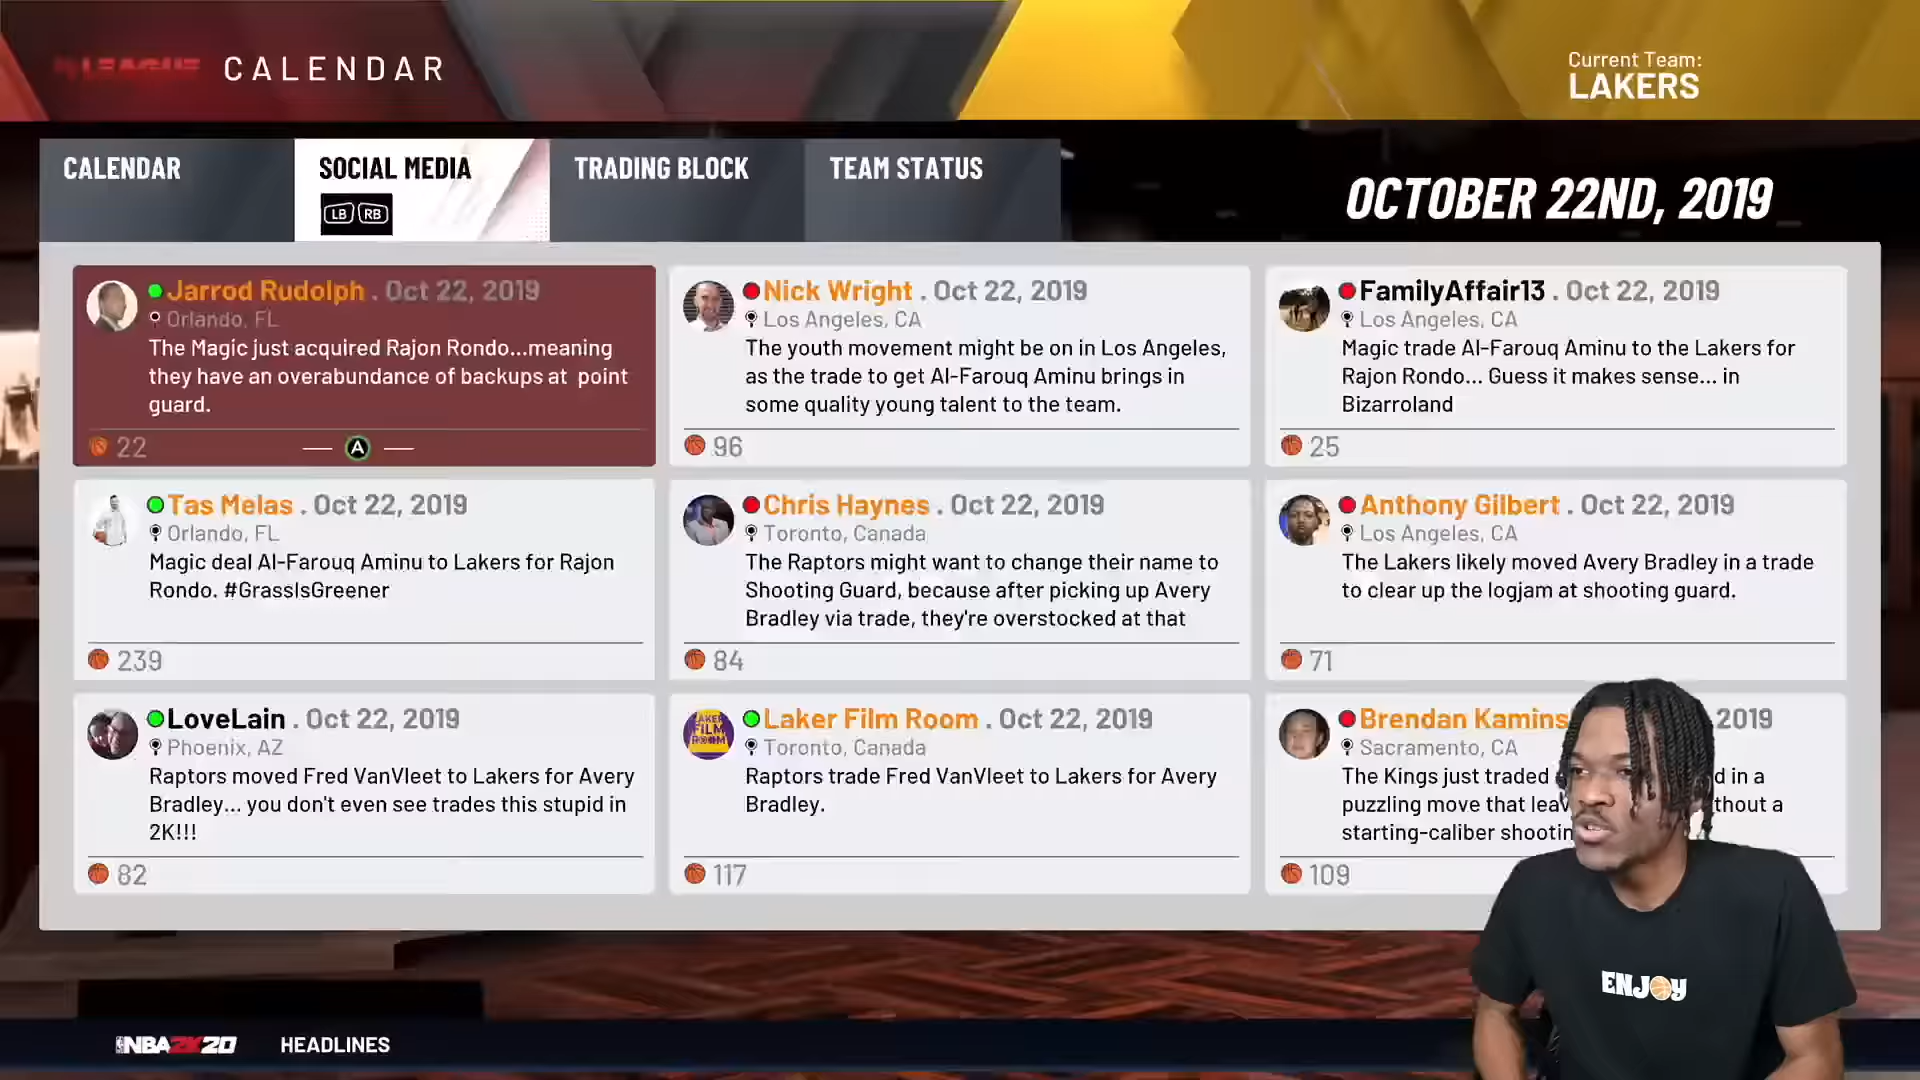 MyLEAGUE CALENDAR
Current Team:
LAKERS
CALENDAR
SOCIAL MEDIA
LB RB
TRADING BLOCK
TEAM STATUS
OCTOBER 22ND, 2019
Jarrod Rudolph . Oct 22, 2019
Orlando, FL
The Magic just acquired Rajon Rondo...meaning
they have an overabundance of backups at point
guard.
22
A
Nick Wright . Oct 22, 2019
Los Angeles, CA
The youth movement might be on in Los Angeles,
as the trade to get Al-Farouq Aminu brings in
some quality young talent to the team.
96
FamilyAffair13 . Oct 22, 2019
Los Angeles, CA
Magic trade Al-Farouq Aminu to the Lakers for
Rajon Rondo... Guess it makes sense... in
Bizarroland
25
Tas Melas . Oct 22, 2019
Orlando, FL
Magic deal Al-Farouq Aminu to Lakers for Rajon
Rondo. #GrassIsGreener
239
Chris Haynes . Oct 22, 2019
Toronto, Canada
The Raptors might want to change their name to
Shooting Guard, because after picking up Avery
Bradley via trade, they're overstocked at that
84
Anthony Gilbert . Oct 22, 2019
Los Angeles, CA
The Lakers likely moved Avery Bradley in a trade
to clear up the logjam at shooting guard.
71
LoveLain . Oct 22, 2019
Phoenix, AZ
Raptors moved Fred VanVleet to Lakers for Avery
Bradley... you don't even see trades this stupid in
2K!!!
82
LAKER
FILM
ROOM
Laker Film Room . Oct 22, 2019
Toronto, Canada
Raptors trade Fred VanVleet to Lakers for Avery
Bradley.
117
Brendan Kamins 2019
Sacramento, CA
The Kings just traded d in a
puzzling move that leav thout a
starting-caliber shootin
109
ENJOY
NBA 2K20 HEADLINES